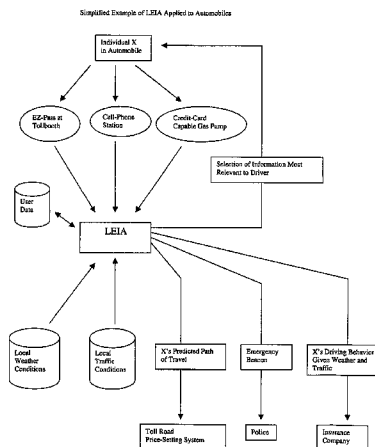 Simplified Example of LEIA Applied to Automobiles
Individual X
in Automobile
EZ-Pass at
Tollbooth
Cell-Phone
Station
Credit-Card
Capable Gas Pump
Selection of Information Most
Relevant to Driver
User
Data
LEIA
Local
Weather
Conditions
Local
Traffic
Conditions
X's Predicted Path
of Travel
Emergency
Beacon
X's Driving Behavior
Given Weather and
Traffic
Toll Road
Price-Setting System
Police
Insurance
Company